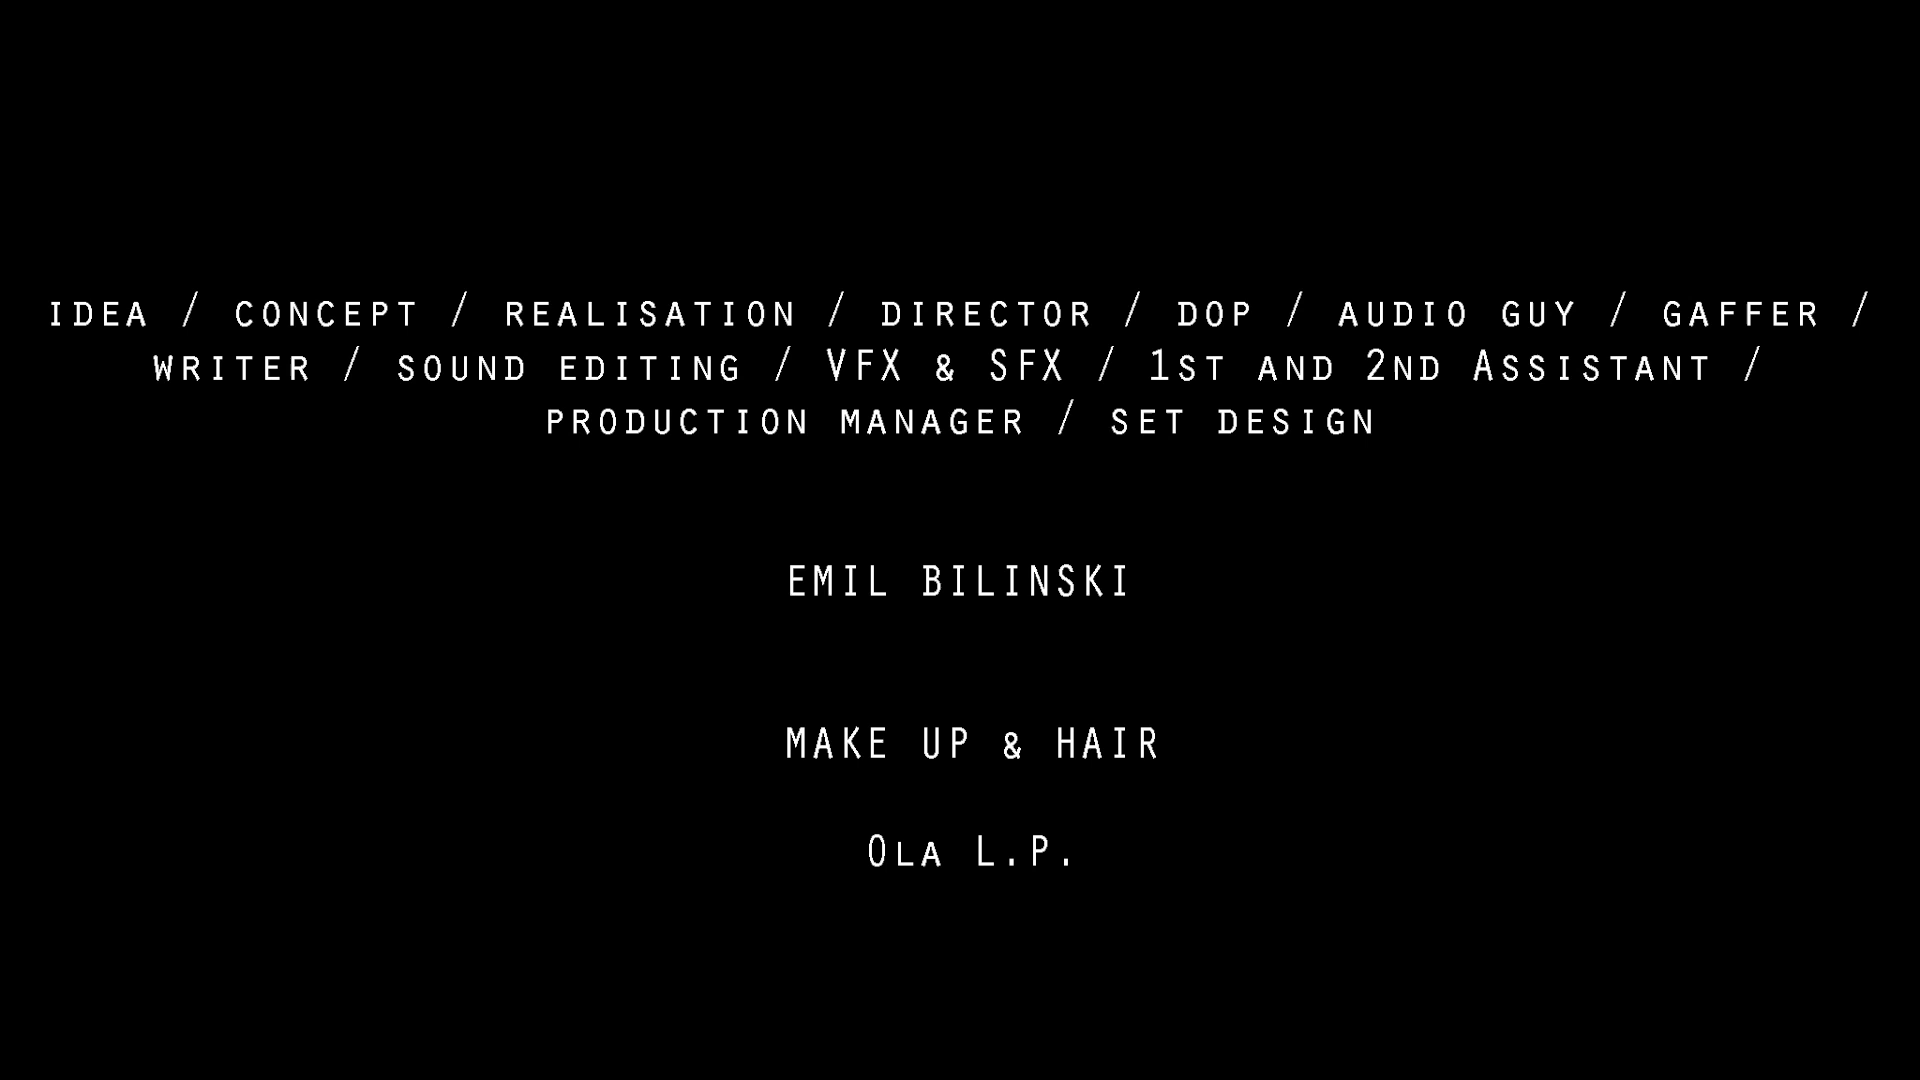 IDEA / CONCEPT / REALISATION / DIRECTOR / DOP / AUDIO GUY / GAFFER /
WRITER / SOUND EDITING / VFX & SFX / 1ST AND 2ND ASSISTANT /
PRODUCTION MANAGER / SET DESIGN
EMIL BILINSKI
MAKE UP & HAIR
OLA L.P.